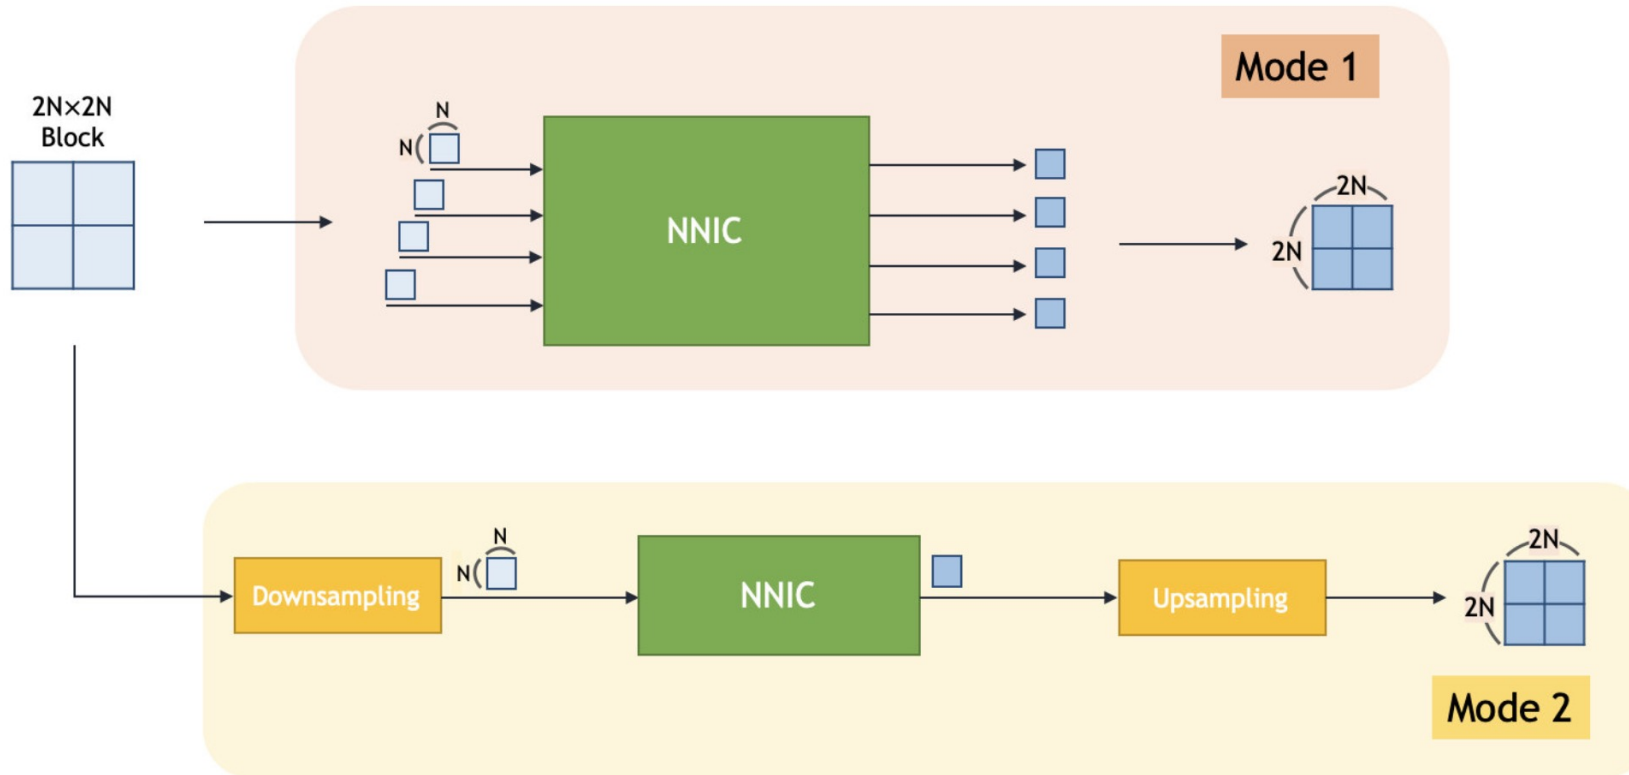 Mode 1
2N×2N
Block
N
N
NNIC
2N
2N
N
N
Downsampling
NNIC
Upsampling
2N
2N
Mode 2